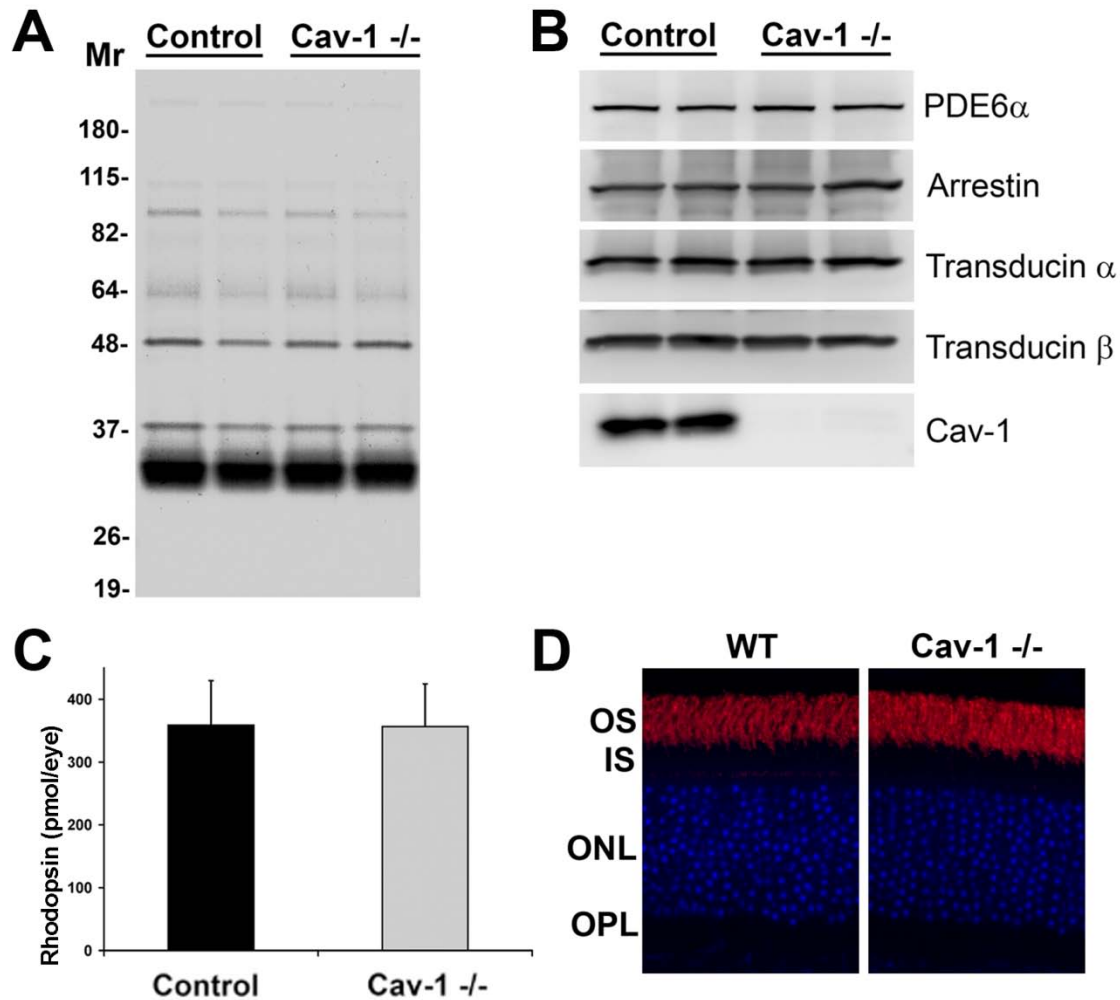 A
Mr
Control Cav-1 -/-
180-
115-
82-
64-
48-
37-
26-
19-
B
Control Cav-1 -/-
PDE6α
Arrestin
Transducin α
Transducin β
Cav-1
C
Rhodopsin (pmol/eye)
400
300
200
100
0
Control Cav-1 -/-
D
WT Cav-1 -/-
OS
IS
ONL
OPL